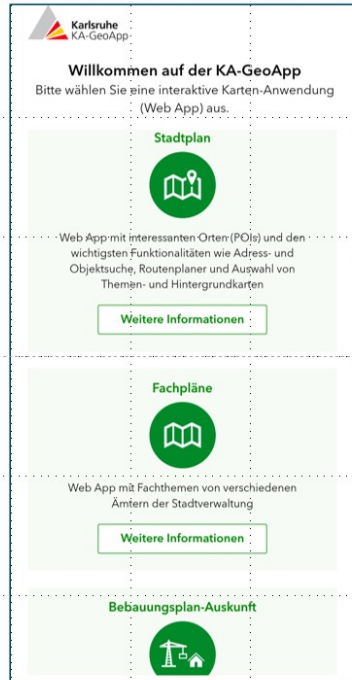 Karlsruhe
KA-GeoApp
Willkommen auf der KA-GeoApp
Bitte wählen Sie eine interaktive Karten-Anwendung
(Web App) aus.
Stadtplan
Web App mit interessanten Orten (POIs) und den
wichtigsten Funktionalitäten wie Adress- und
Objektsuche, Routenplaner und Auswahl von
Themen- und Hintergrundkarten
Weitere Informationen
Fachpläne
Web App mit Fachthemen von verschiedenen
Ämtern der Stadtverwaltung
Weitere Informationen
Bebauungsplan-Auskunft